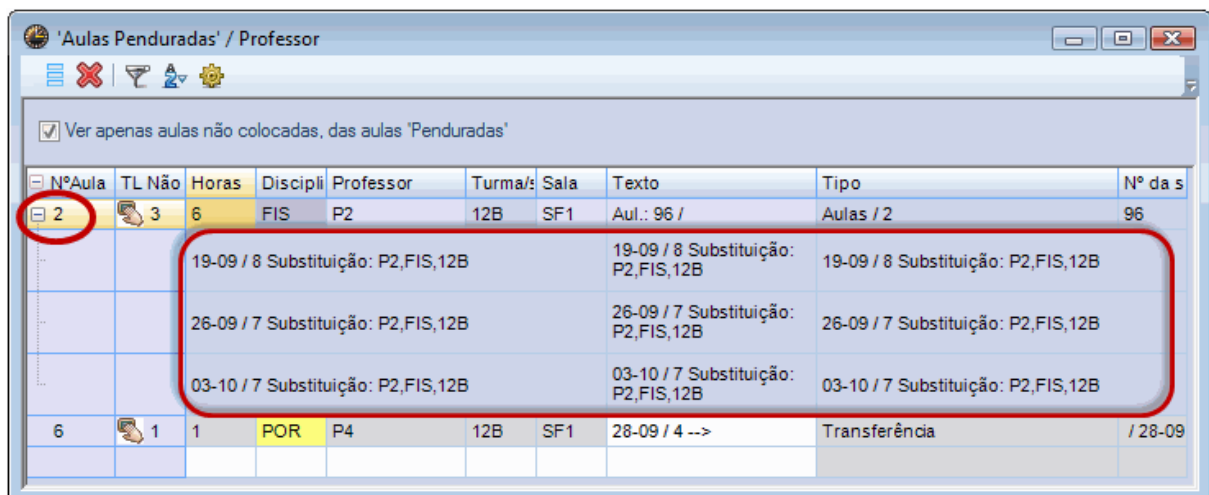 'Aulas Penduradas' / Professor
Ver apenas aulas não colocadas, das aulas 'Penduradas'
NºAula TL Não Horas Discipli Professor Turma/s Sala Texto Tipo Nº da s
2 3 6 FIS P2 12B SF1 Aul.: 96 / Aulas / 2 96
19-09 / 8 Substituição: P2,FIS,12B 19-09 / 8 Substituição: P2,FIS,12B 19-09 / 8 Substituição: P2,FIS,12B
26-09 / 7 Substituição: P2,FIS,12B 26-09 / 7 Substituição: P2,FIS,12B 26-09 / 7 Substituição: P2,FIS,12B
03-10 / 7 Substituição: P2,FIS,12B 03-10 / 7 Substituição: P2,FIS,12B 03-10 / 7 Substituição: P2,FIS,12B
6 1 1 POR P4 12B SF1 28-09 / 4 --> Transferência / 28-09